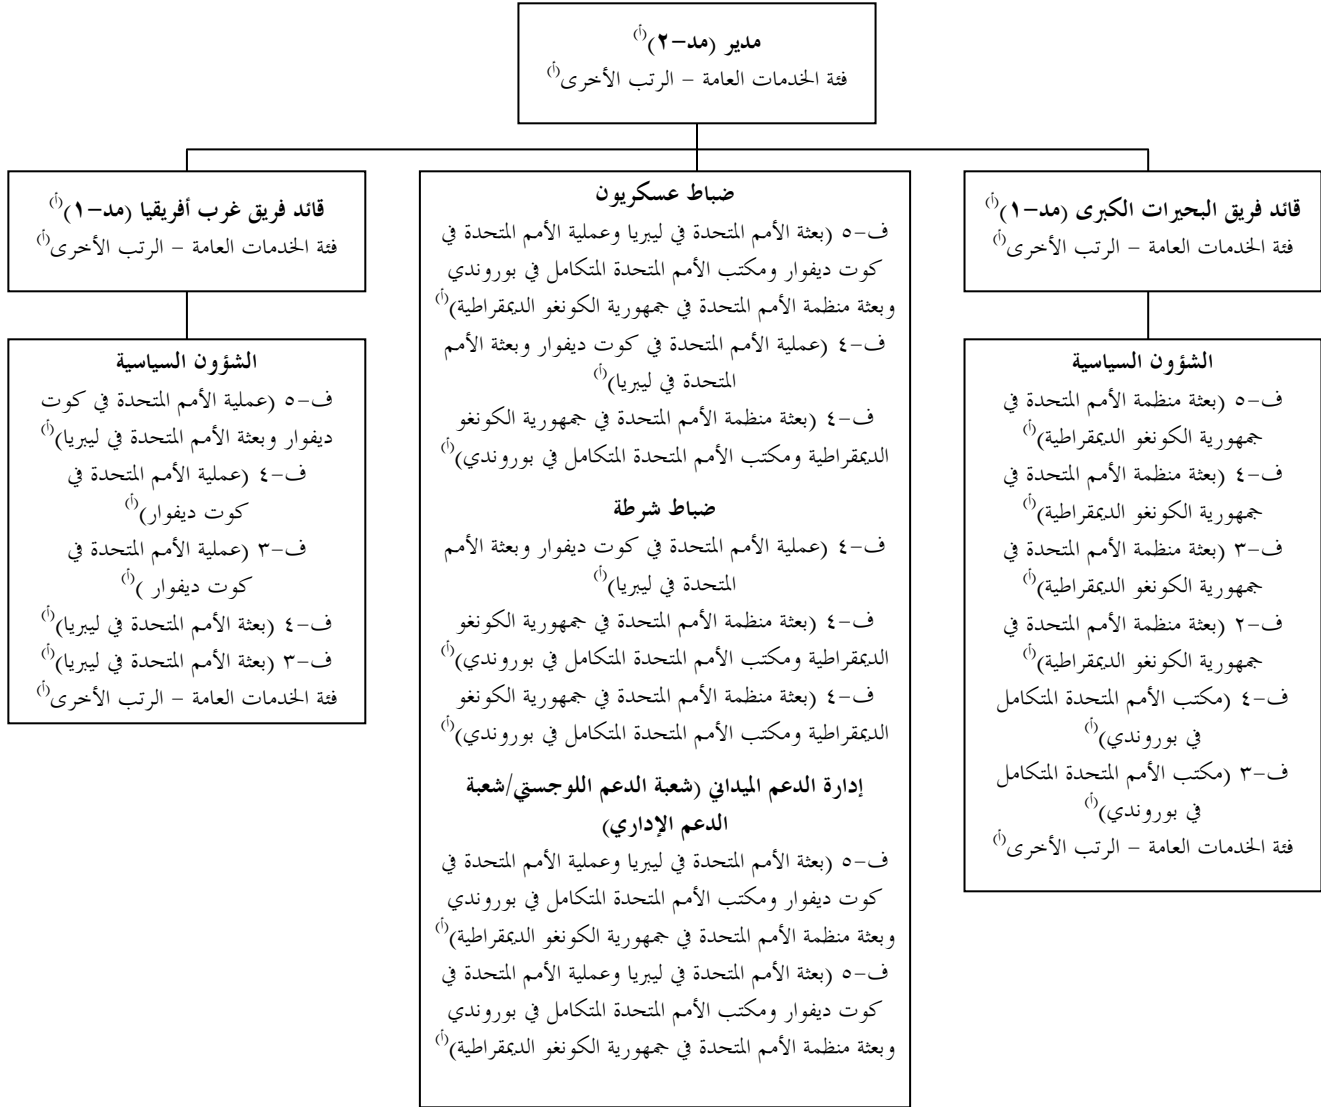 مدير (مد-٢)(أ)
فئة الخدمات العامة – الرتب الأخرى(أ)
قائد فريق البحيرات الكبرى (مد-١)(أ)
فئة الخدمات العامة – الرتب الأخرى(أ)
الشؤون السياسية
ف-٥ (بعثة منظمة الأمم المتحدة في
جمهورية الكونغو الديمقراطية)(أ)
ف-٤ (بعثة منظمة الأمم المتحدة في
جمهورية الكونغو الديمقراطية)(أ)
ف-٣ (بعثة منظمة الأمم المتحدة في
جمهورية الكونغو الديمقراطية)(أ)
ف-٢ (بعثة منظمة الأمم المتحدة في
جمهورية الكونغو الديمقراطية)(أ)
ف-٤ (مكتب الأمم المتحدة المتكامل
في بوروندي)(أ)
ف-٣ (مكتب الأمم المتحدة المتكامل
في بوروندي)(أ)
فئة الخدمات العامة – الرتب الأخرى(أ)
ضباط عسكريون
ف-٥ (بعثة الأمم المتحدة في ليبريا وعملية الأمم المتحدة في
كوت ديفوار ومكتب الأمم المتحدة المتكامل في بوروندي
وبعثة منظمة الأمم المتحدة في جمهورية الكونغو الديمقراطية)(أ)
ف-٤ (عملية الأمم المتحدة في كوت ديفوار وبعثة الأمم
المتحدة في ليبريا)(أ)
ف-٤ (بعثة منظمة الأمم المتحدة في جمهورية الكونغو
الديمقراطية ومكتب الأمم المتحدة المتكامل في بوروندي)(أ)
ضباط شرطة
ف-٤ (عملية الأمم المتحدة في كوت ديفوار وبعثة الأمم
المتحدة في ليبريا)(أ)
ف-٤ (بعثة منظمة الأمم المتحدة في جمهورية الكونغو
الديمقراطية ومكتب الأمم المتحدة المتكامل في بوروندي)(أ)
ف-٤ (بعثة منظمة الأمم المتحدة في جمهورية الكونغو
الديمقراطية ومكتب الأمم المتحدة المتكامل في بوروندي)(أ)
إدارة الدعم الميداني (شعبة الدعم اللوجستي/شعبة
الدعم الإداري)
ف-٥ (بعثة الأمم المتحدة في ليبريا وعملية الأمم المتحدة في
كوت ديفوار ومكتب الأمم المتحدة المتكامل في بوروندي
وبعثة منظمة الأمم المتحدة في جمهورية الكونغو الديمقراطية)(أ)
ف-٥ (بعثة الأمم المتحدة في ليبريا وعملية الأمم المتحدة في
كوت ديفوار ومكتب الأمم المتحدة المتكامل في بوروندي
وبعثة منظمة الأمم المتحدة في جمهورية الكونغو الديمقراطية)(أ)
قائد فريق غرب أفريقيا (مد-١)(أ)
فئة الخدمات العامة – الرتب الأخرى(أ)
الشؤون السياسية
ف-٥ (عملية الأمم المتحدة في كوت
ديفوار وبعثة الأمم المتحدة في ليبريا)(أ)
ف-٤ (عملية الأمم المتحدة في
كوت ديفوار)(أ)
ف-٣ (عملية الأمم المتحدة في
كوت ديفوار )(أ)
ف-٤ (بعثة الأمم المتحدة في ليبريا)(أ)
ف-٣ (بعثة الأمم المتحدة في ليبريا)(أ)
فئة الخدمات العامة – الرتب الأخرى(أ)